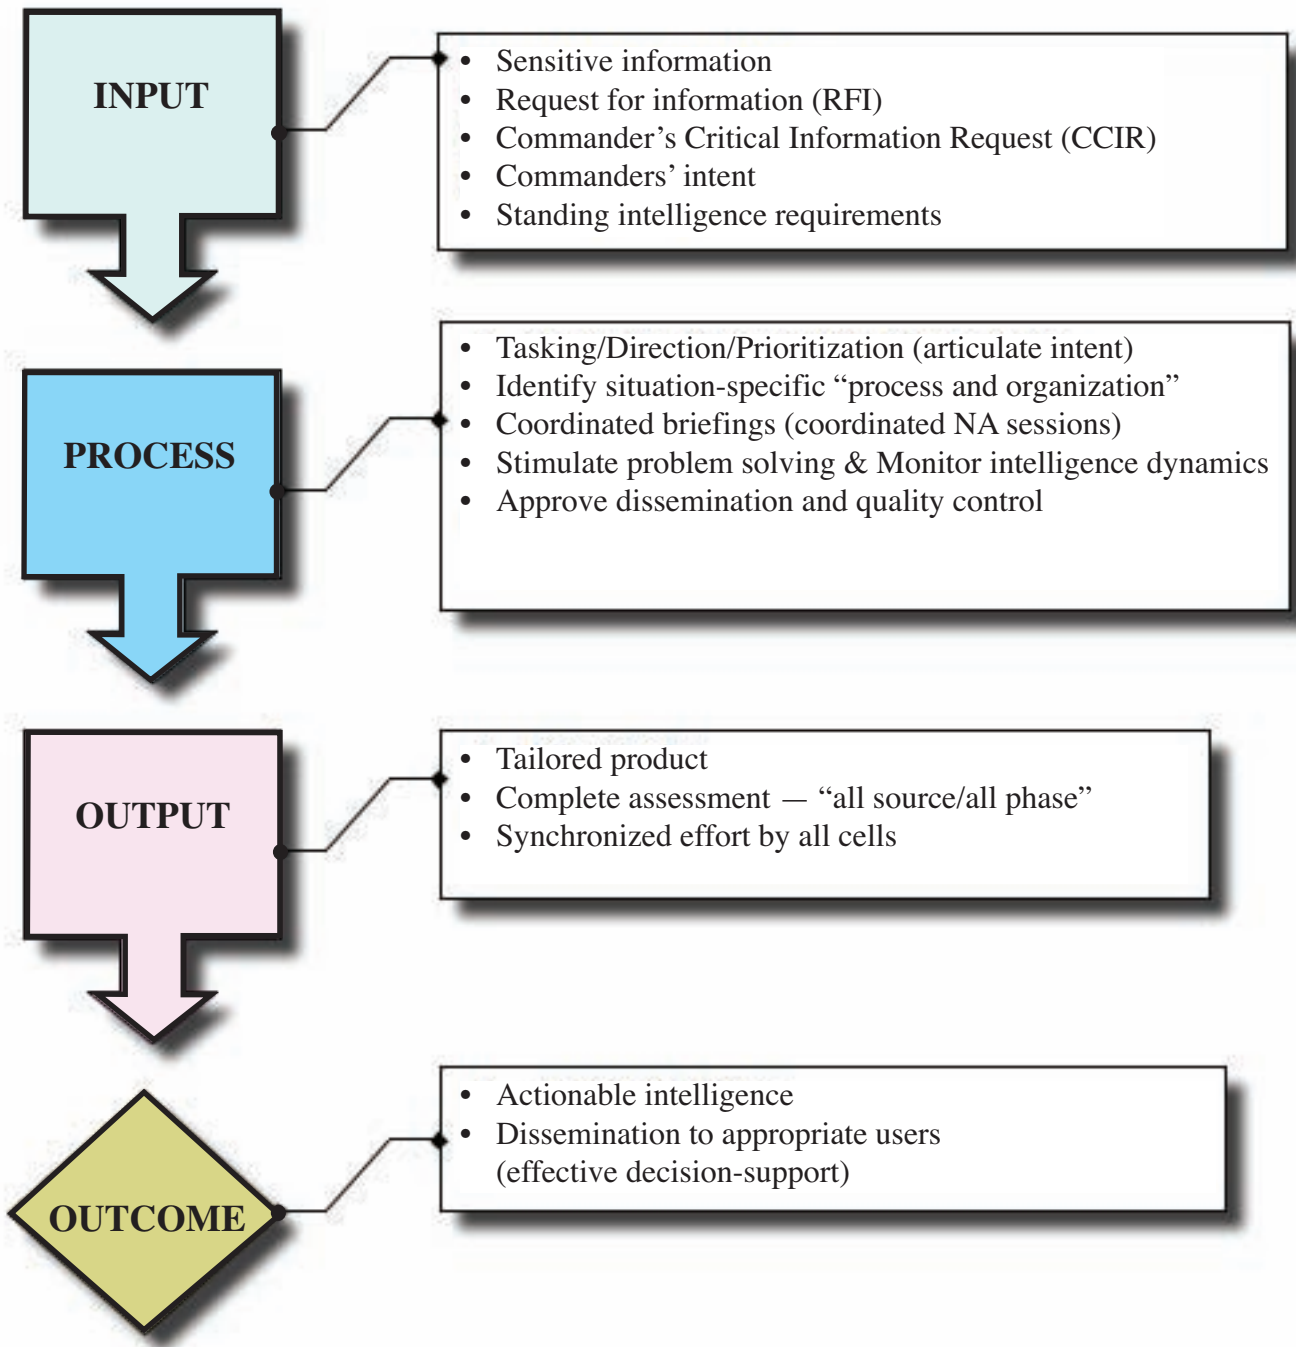 INPUT
• Sensitive information
• Request for information (RFI)
• Commander’s Critical Information Request (CCIR)
• Commanders’ intent
• Standing intelligence requirements
PROCESS
• Tasking/Direction/Prioritization (articulate intent)
• Identify situation-specific “process and organization”
• Coordinated briefings (coordinated NA sessions)
• Stimulate problem solving & Monitor intelligence dynamics
• Approve dissemination and quality control
OUTPUT
• Tailored product
• Complete assessment — “all source/all phase”
• Synchronized effort by all cells
OUTCOME
• Actionable intelligence
• Dissemination to appropriate users
(effective decision-support)